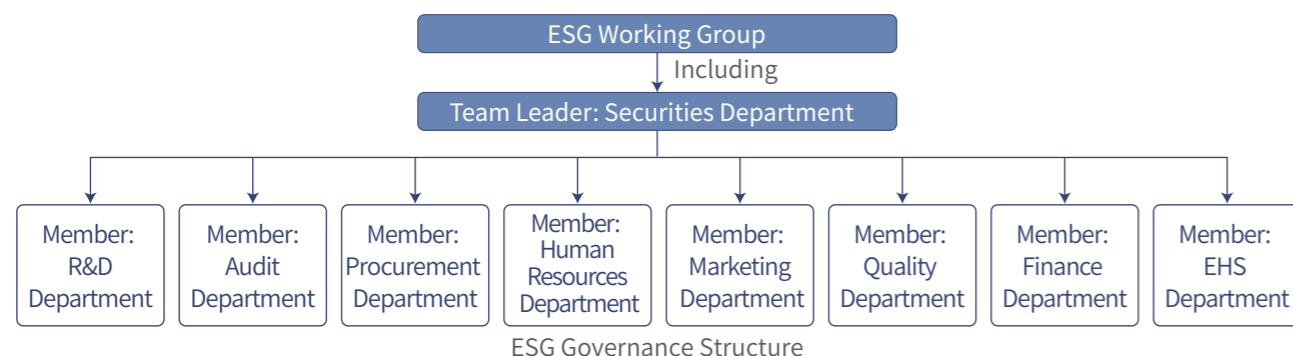 ESG Working Group
Including
Team Leader: Securities Department
Member:
R&D
Department
Member:
Audit
Department
Member:
Procurement
Department
Member:
Human
Resources
Department
Member:
Marketing
Department
Member:
Quality
Department
Member:
Finance
Department
Member:
EHS
Department
ESG Governance Structure